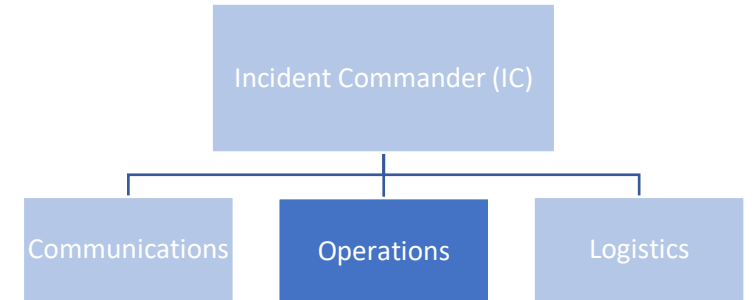 Incident Commander (IC)
Communications
Operations
Logistics